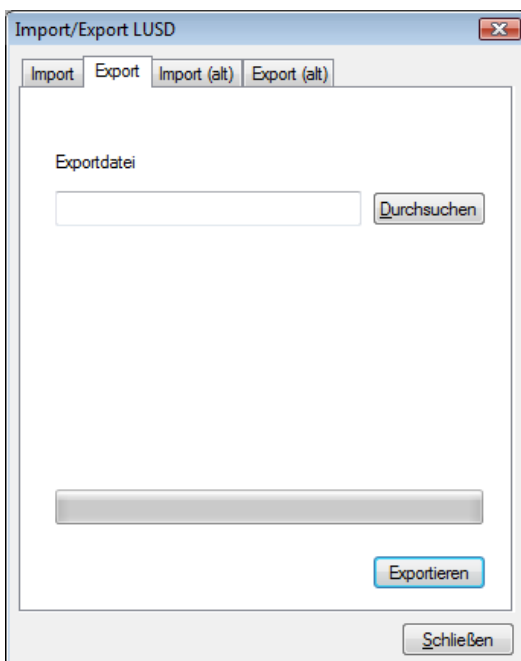 Import/Export LUSD
Import Export Import (alt) Export (alt)
Exportdatei
Durchsuchen
Exportieren
Schließen